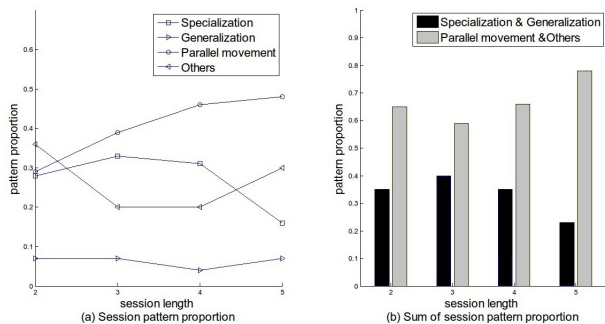 Specialization
Generalization
Parallel movement
Others
pattern proportion
0.6
0.5
0.4
0.3
0.2
0.1
0
2
3
4
5
session length
(a) Session pattern proportion
Specialization & Generalization
Parallel movement &Others
pattern proportion
1
0.9
0.8
0.7
0.6
0.5
0.4
0.3
0.2
0.1
0
2
3
4
5
session length
(b) Sum of session pattern proportion